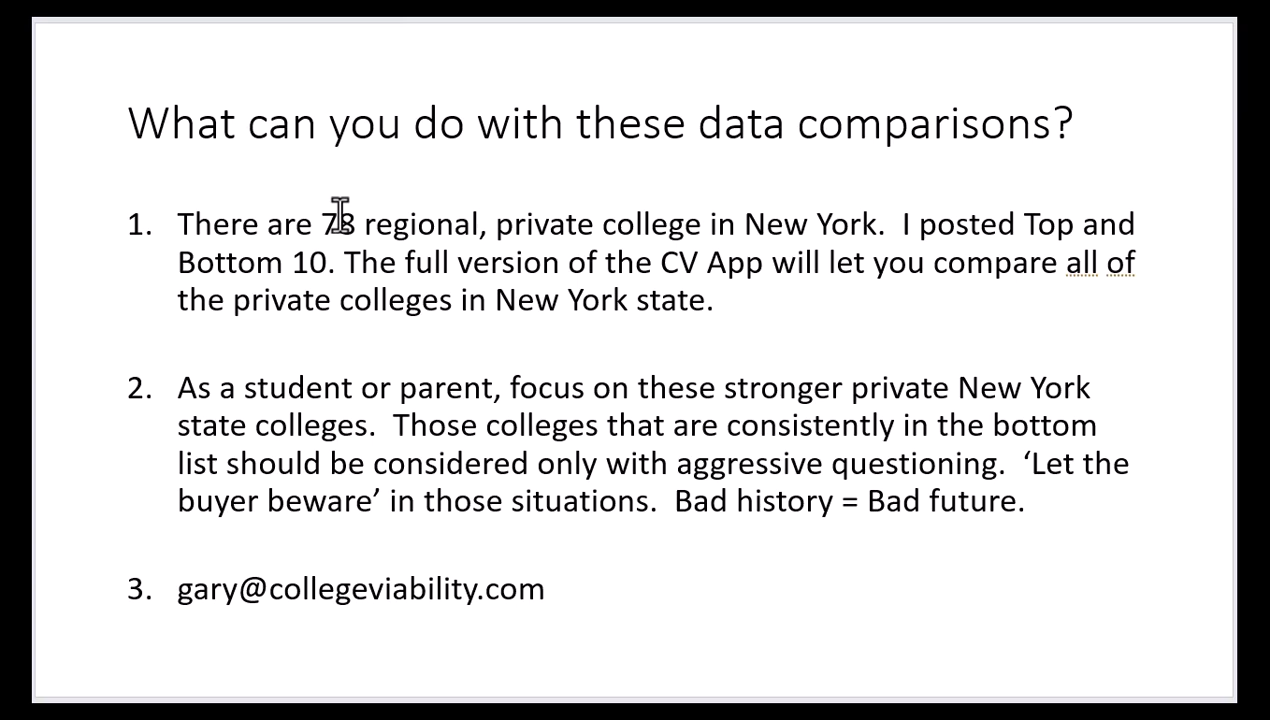 What can you do with these data comparisons?
1. There are 78 regional, private college in New York.  I posted Top and
Bottom 10. The full version of the CV App will let you compare all of
the private colleges in New York state.
2. As a student or parent, focus on these stronger private New York
state colleges.  Those colleges that are consistently in the bottom
list should be considered only with aggressive questioning.  ‘Let the
buyer beware’ in those situations.  Bad history = Bad future.
3. gary@collegeviability.com